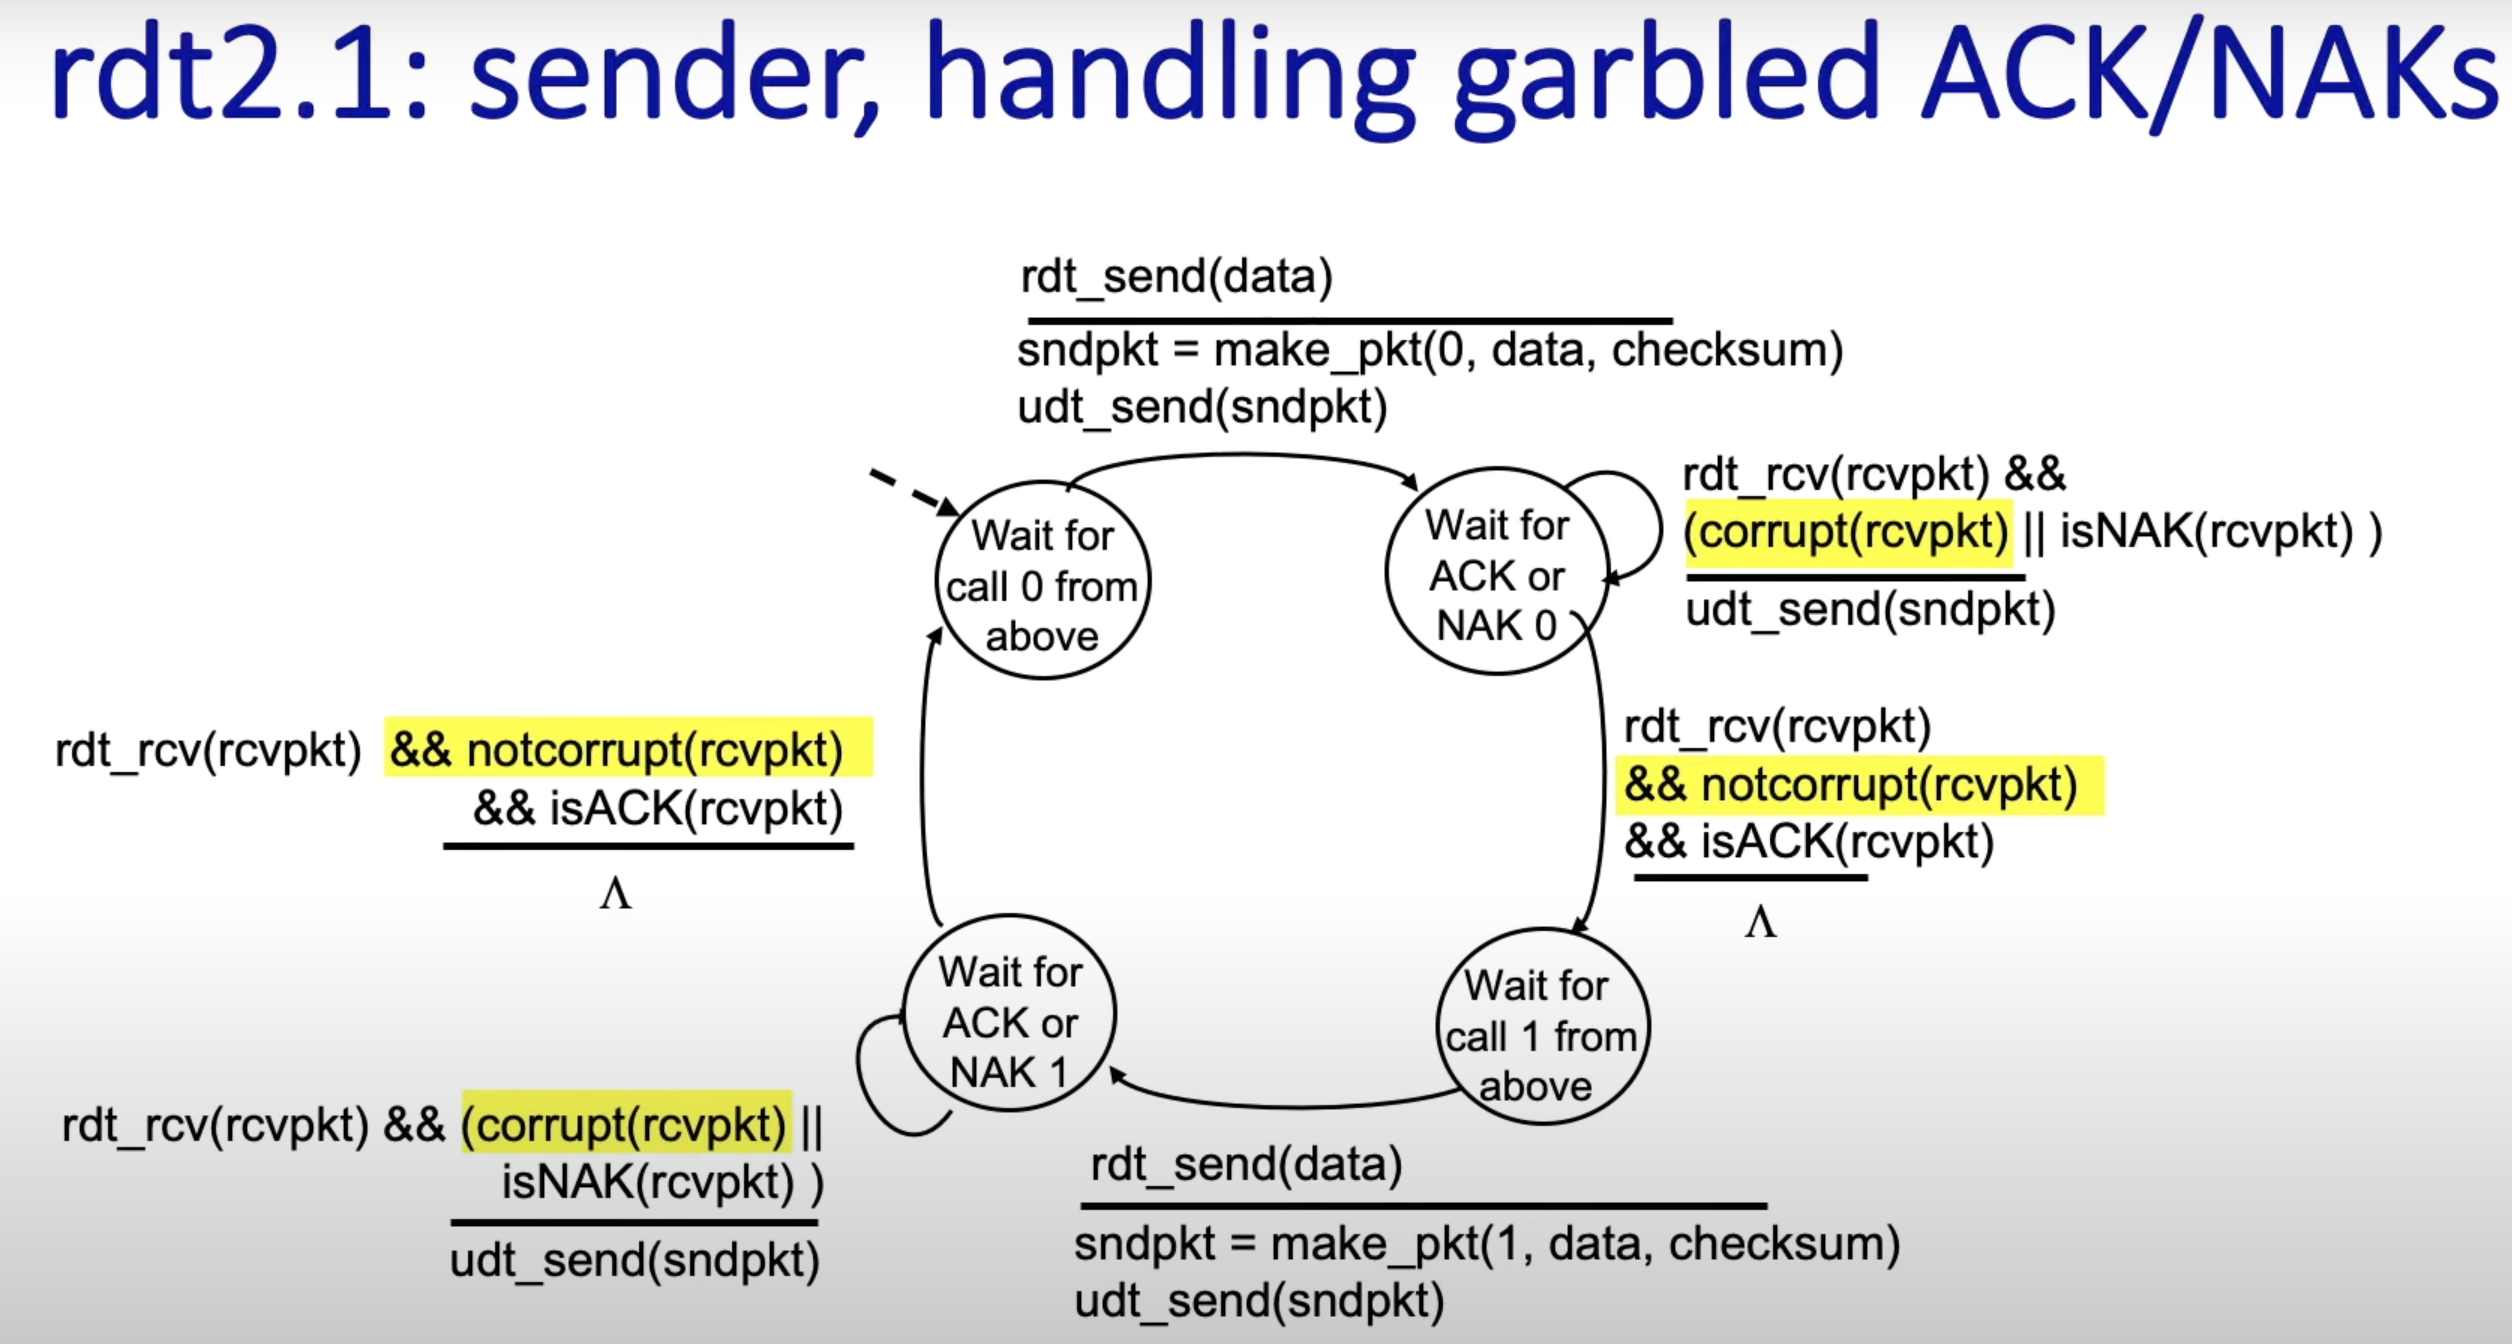 rdt2.1: sender, handling garbled ACK/NAKs
rdt_send(data)
sndpkt = make_pkt(0, data, checksum)
udt_send(sndpkt)
Wait for
call 0 from
above
Wait for
ACK or
NAK 0
rdt_rcv(rcvpkt) &&
(corrupt(rcvpkt) || isNAK(rcvpkt) )
udt_send(sndpkt)
rdt_rcv(rcvpkt) && notcorrupt(rcvpkt)
&& isACK(rcvpkt)
Λ
rdt_rcv(rcvpkt)
&& notcorrupt(rcvpkt)
&& isACK(rcvpkt)
Λ
Wait for
ACK or
NAK 1
Wait for
call 1 from
above
rdt_rcv(rcvpkt) && (corrupt(rcvpkt) ||
isNAK(rcvpkt) )
udt_send(sndpkt)
rdt_send(data)
sndpkt = make_pkt(1, data, checksum)
udt_send(sndpkt)